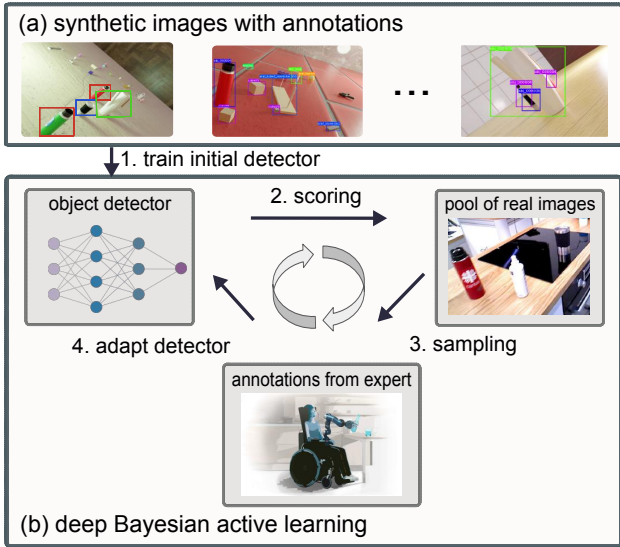 (a) synthetic images with annotations
...
1. train initial detector
object detector
2. scoring
pool of real images
4. adapt detector
3. sampling
annotations from expert
(b) deep Bayesian active learning